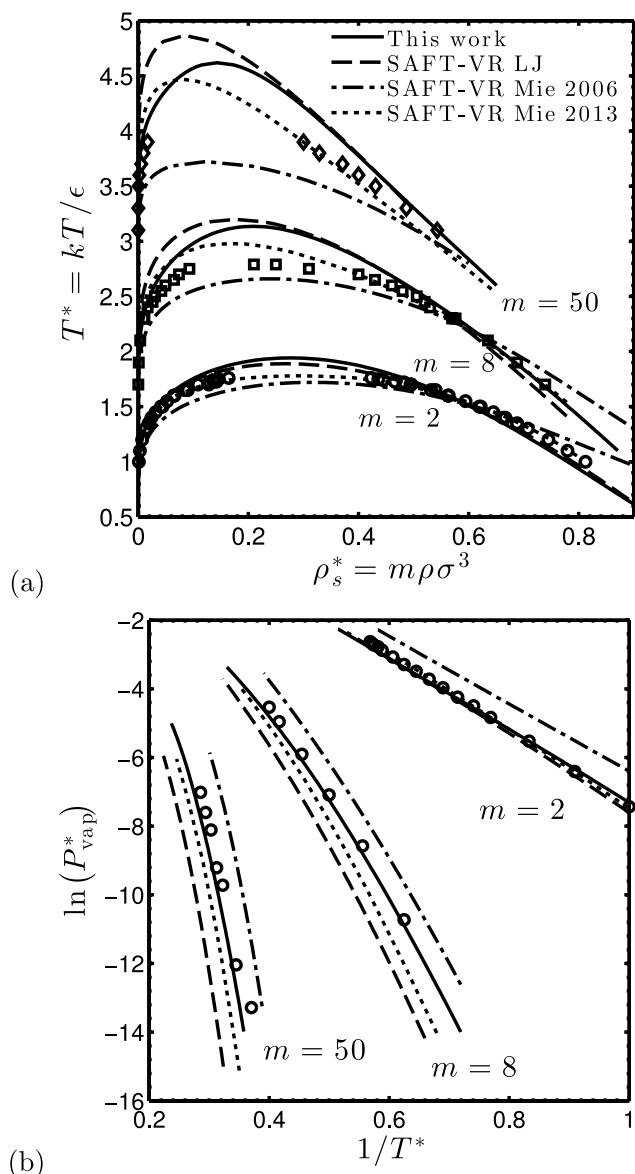 5
4.5
4
3.5
3
2.5
2
1.5
1
0.5
T* = kT/ϵ
This work
SAFT-VR LJ
SAFT-VR Mie 2006
SAFT-VR Mie 2013
m = 50
m = 8
m = 2
0 0.2 0.4 0.6 0.8
ρ*s = mρσ³
(a)
−2
−4
−6
−8
−10
−12
−14
−16
ln(P*vap)
m = 2
m = 50
m = 8
0.2 0.4 0.6 0.8 1
1/T*
(b)